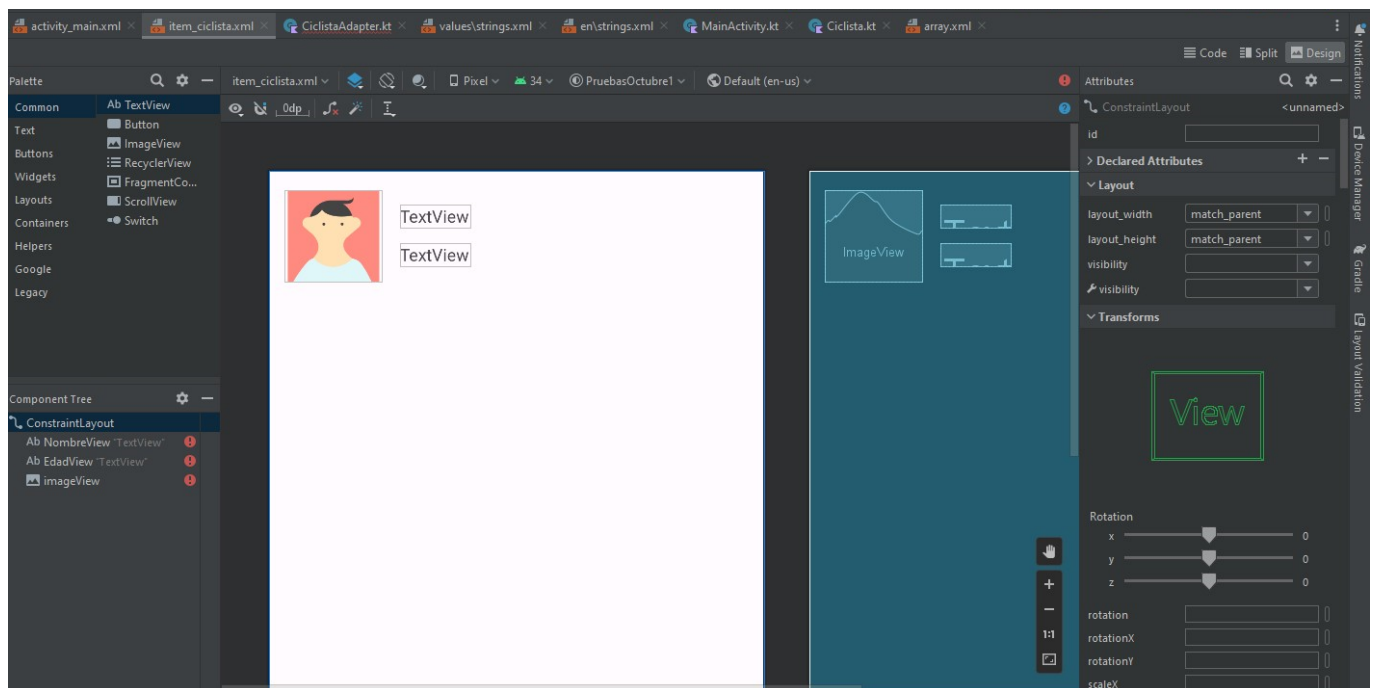 activity_main.xml item_ciclista.xml CiclistaAdapter.kt values\strings.xml en\strings.xml MainActivity.kt Ciclista.kt array.xml
Code Split Design
Notifications
Device Manager
Gradle
Layout Validation
Palette
Common
Text
Buttons
Widgets
Layouts
Containers
Helpers
Google
Legacy
Ab TextView
Button
ImageView
RecyclerView
FragmentCo...
ScrollView
Switch
item_ciclista.xml Pixel 34 PruebasOctubre1 Default (en-us)
0dp
TextView
TextView
ImageView
1:1
Component Tree
ConstraintLayout
Ab NombreView "TextView"
Ab EdadView "TextView"
imageView
Attributes
ConstraintLayout <unnamed>
id
Declared Attributes
Layout
layout_width match_parent
layout_height match_parent
visibility
visibility
Transforms
View
Rotation
x 0
y 0
z 0
rotation
rotationX
rotationY
scaleX